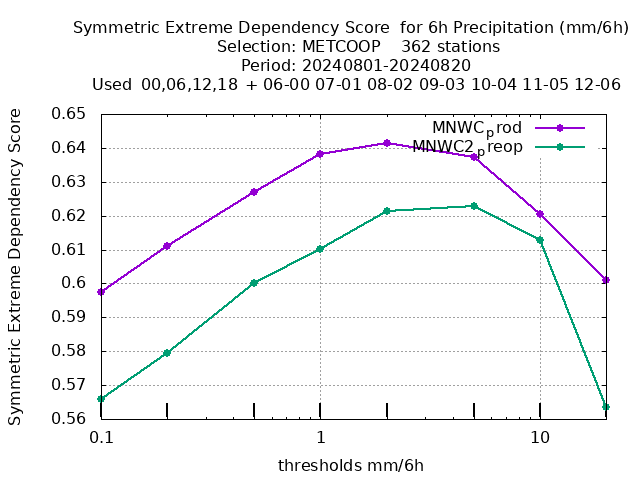 Symmetric Extreme Dependency Score  for 6h Precipitation (mm/6h)
Selection: METCOOP    362 stations
Period: 20240801-20240820
Used  00,06,12,18  + 06-00 07-01 08-02 09-03 10-04 11-05 12-06
Symmetric Extreme Dependency Score
0.65
0.64
0.63
0.62
0.61
0.6
0.59
0.58
0.57
0.56
MNWC_prod
MNWC2_preop
0.1
1
10
thresholds mm/6h